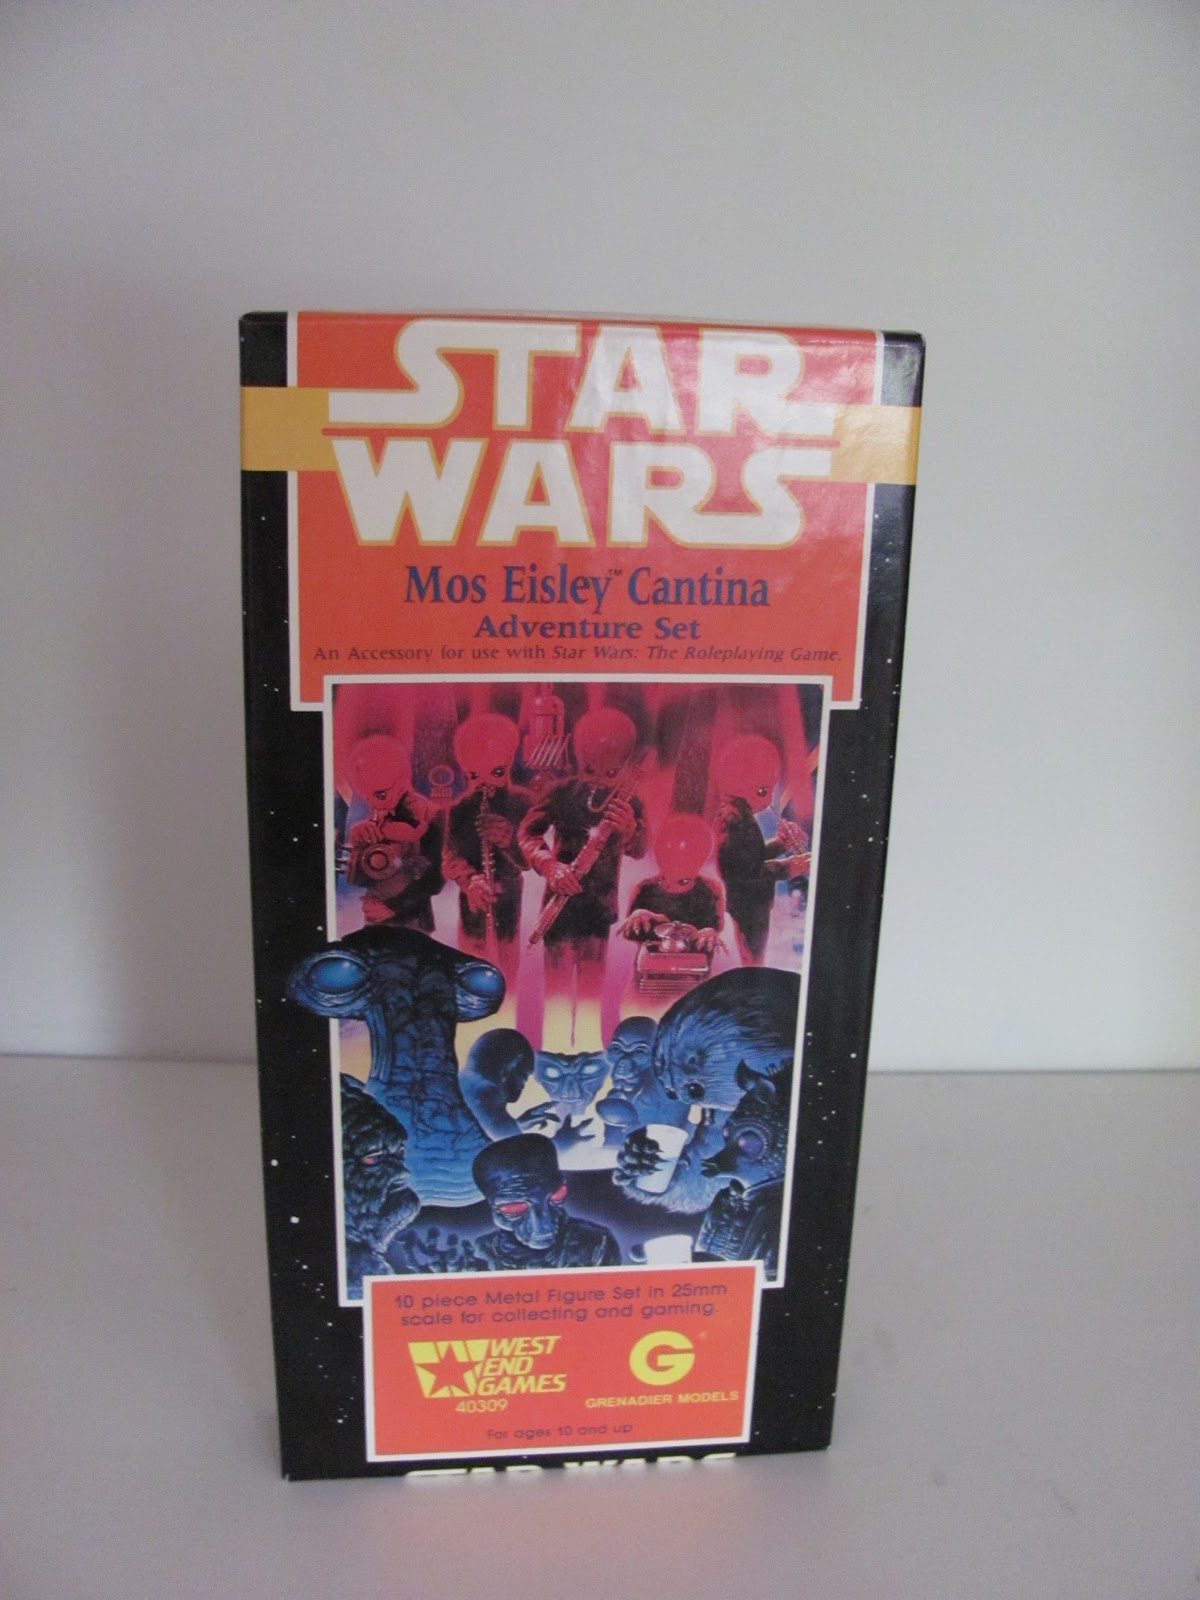 STAR
WARS
Mos Eisley™ Cantina
Adventure Set
An Accessory for use with Star Wars: The Roleplaying Game.
10 piece Metal Figure Set in 25mm
scale for collecting and gaming.
WEST
END
GAMES
40309
G
GRENADIER MODELS
For ages 10 and up
STAR WARS